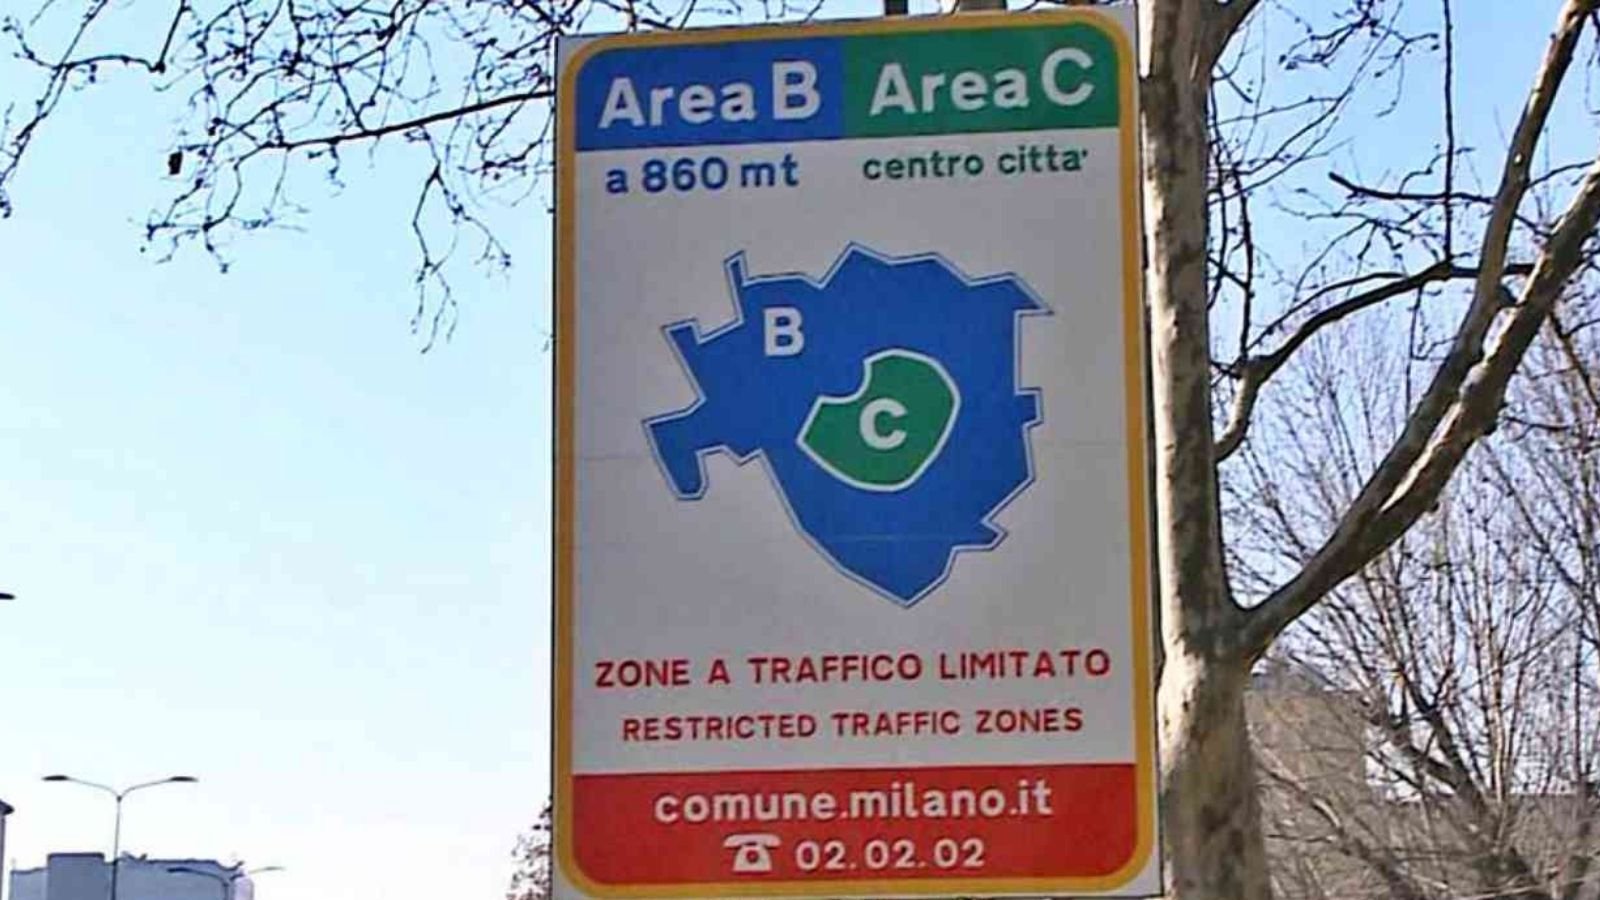 Area B Area C
a 860 mt centro citta'
B
C
ZONE A TRAFFICO LIMITATO
RESTRICTED TRAFFIC ZONES
comune.milano.it
☎ 02.02.02